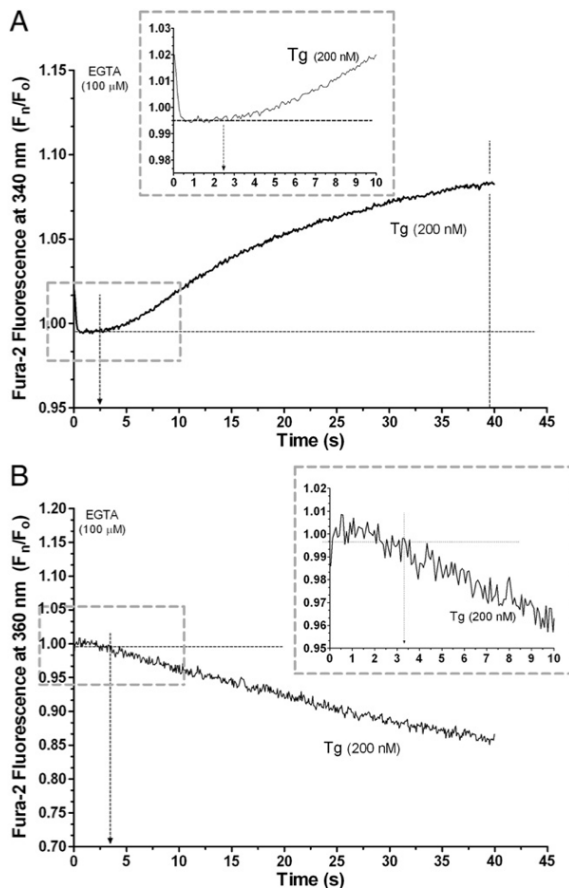 A
EGTA
(100 μM)
Fura-2 Fluorescence at 340 nm (Fn/Fo)
1.15
1.10
1.05
1.00
0.95
0 5 10 15 20 25 30 35 40 45
Time (s)
Tg (200 nM)
1.03
1.02
1.01
1.00
0.99
0.98
0 1 2 3 4 5 6 7 8 9 10
Tg (200 nM)
B
EGTA
(100 μM)
Fura-2 Fluorescence at 360 nm (Fn/Fo)
1.20
1.15
1.10
1.05
1.00
0.95
0.90
0.85
0.80
0.75
0.70
0 5 10 15 20 25 30 35 40 45
Time (s)
Tg (200 nM)
1.02
1.01
1.00
0.99
0.98
0.97
0.96
0.95
0 1 2 3 4 5 6 7 8 9 10
Tg (200 nM)